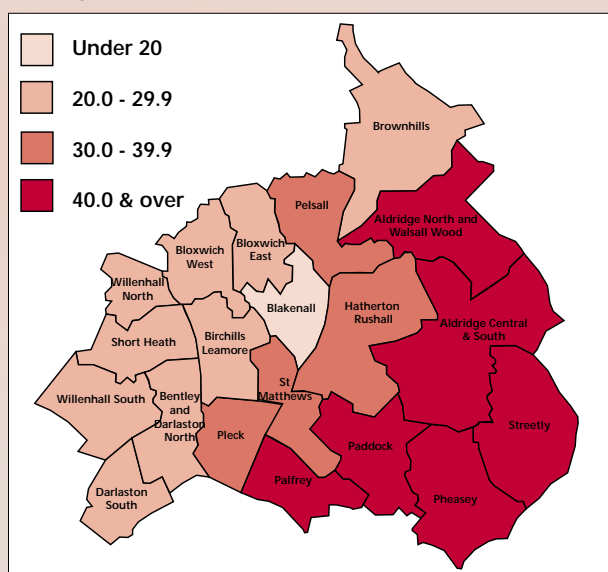 Under 20
20.0 - 29.9
30.0 - 39.9
40.0 & over
Brownhills
Pelsall
Aldridge North and
Walsall Wood
Bloxwich
West
Bloxwich
East
Willenhall
North
Blakenall
Hatherton
Rushall
Short Heath
Birchills
Leamore
Aldridge Central
& South
St
Matthews
Willenhall South
Bentley
and
Darlaston
North
Pleck
Paddock
Streetly
Palfrey
Pheasey
Darlaston
South